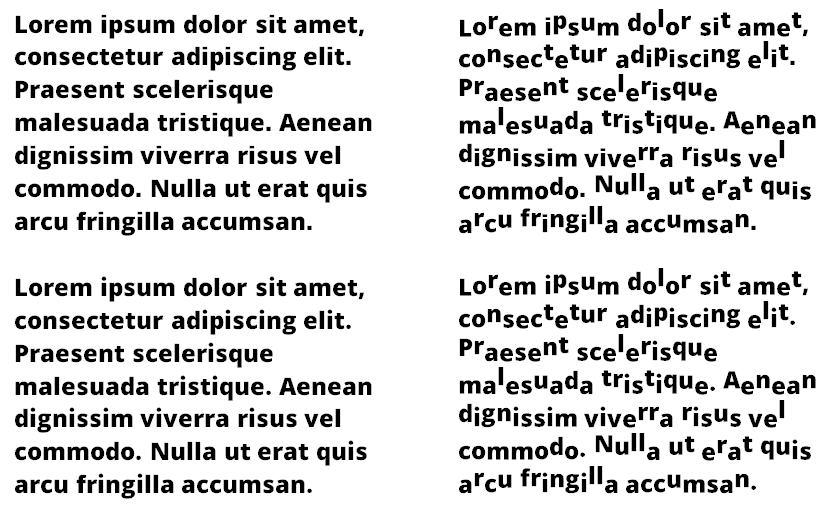 Lorem ipsum dolor sit amet,
consectetur adipiscing elit.
Praesent scelerisque
malesuada tristique. Aenean
dignissim viverra risus vel
commodo. Nulla ut erat quis
arcu fringilla accumsan.
Lorem ipsum dolor sit amet,
consectetur adipiscing elit.
Praesent scelerisque
malesuada tristique. Aenean
dignissim viverra risus vel
commodo. Nulla ut erat quis
arcu fringilla accumsan.
Lorem ipsum dolor sit amet,
consectetur adipiscing elit.
Praesent scelerisque
malesuada tristique. Aenean
dignissim viverra risus vel
commodo. Nulla ut erat quis
arcu fringilla accumsan.
Lorem ipsum dolor sit amet,
consectetur adipiscing elit.
Praesent scelerisque
malesuada tristique. Aenean
dignissim viverra risus vel
commodo. Nulla ut erat quis
arcu fringilla accumsan.